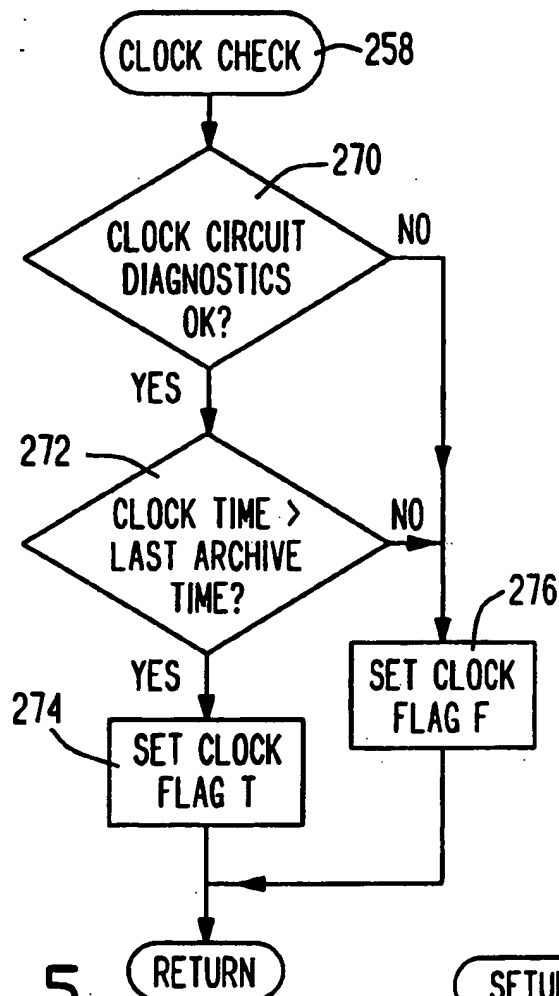 CLOCK CHECK
258
270
CLOCK CIRCUIT
DIAGNOSTICS
OK?
NO
YES
272
CLOCK TIME >
LAST ARCHIVE
TIME?
NO
YES
276
SET CLOCK
FLAG F
274
SET CLOCK
FLAG T
RETURN
5